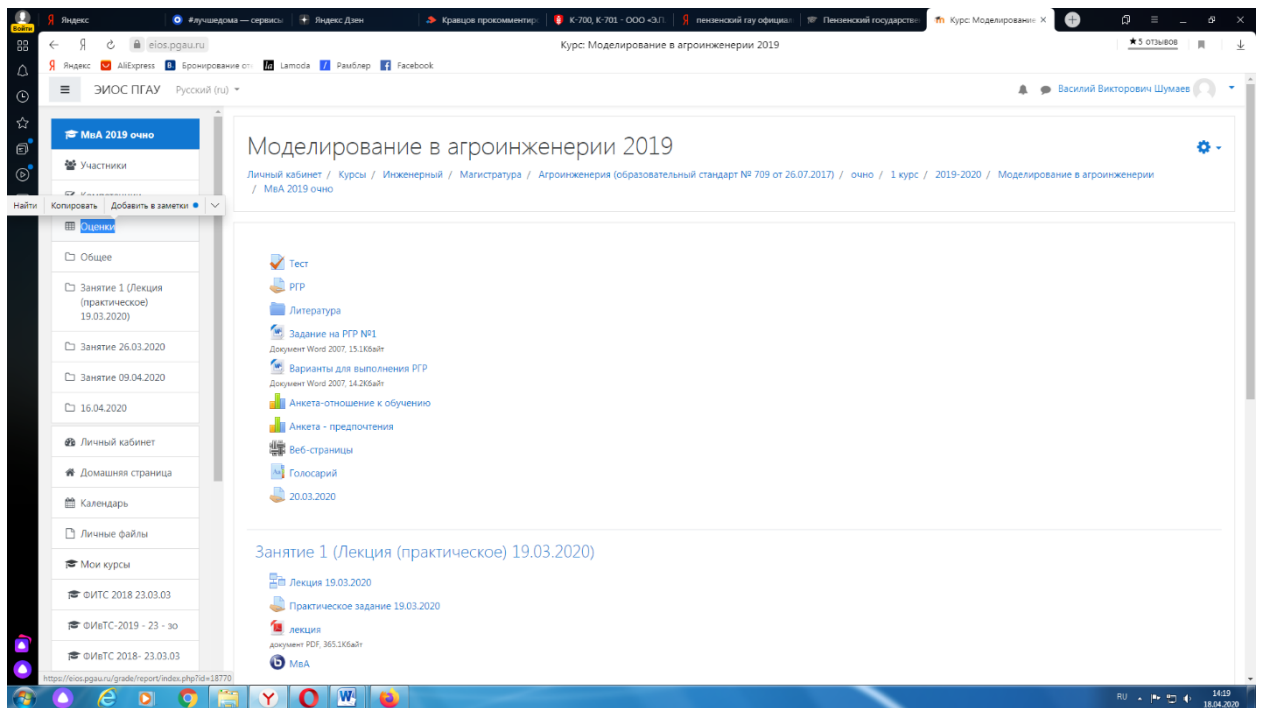 Войти
Яндекс
#лучшедома — сервисы
Яндекс Дзен
Кравцов прокомментир
К-700, К-701 - ООО «ЭЛ
пензенский гау официал
Пензенский государстве
Курс: Моделирование
eios.pgau.ru
Курс: Моделирование в агроинженерии 2019
★5 отзывов
Яндекс
AliExpress
Бронирование от
Lamoda
Рамблер
Facebook
ЭИОС ПГАУ Русский (ru)
Василий Викторович Шумаев
МвА 2019 очно
Участники
Найти Копировать Добавить в заметки
Оценки
Общее
Занятие 1 (Лекция
(практическое)
19.03.2020)
Занятие 26.03.2020
Занятие 09.04.2020
16.04.2020
Личный кабинет
Домашняя страница
Календарь
Личные файлы
Мои курсы
ФИТС 2018 23.03.03
ФИвТС-2019 - 23 - зо
ФИвТС 2018- 23.03.03
https://eios.pgau.ru/grade/report/index.php?id=18770
Моделирование в агроинженерии 2019
Личный кабинет / Курсы / Инженерный / Магистратура / Агроинженерия (образовательный стандарт № 709 от 26.07.2017) / очно / 1 курс / 2019-2020 / Моделирование в агроинженерии
/ МвА 2019 очно
Тест
РГР
Литература
Задание на РГР №1
Документ Word 2007, 15.1Кбайт
Варианты для выполнения РГР
Документ Word 2007, 14.2Кбайт
Анкета-отношение к обучению
Анкета - предпочтения
Веб-страницы
Голосарий
20.03.2020
Занятие 1 (Лекция (практическое) 19.03.2020)
Лекция 19.03.2020
Практическое задание 19.03.2020
лекция
документ PDF, 365.1Кбайт
МвА
RU
14:19
18.04.2020